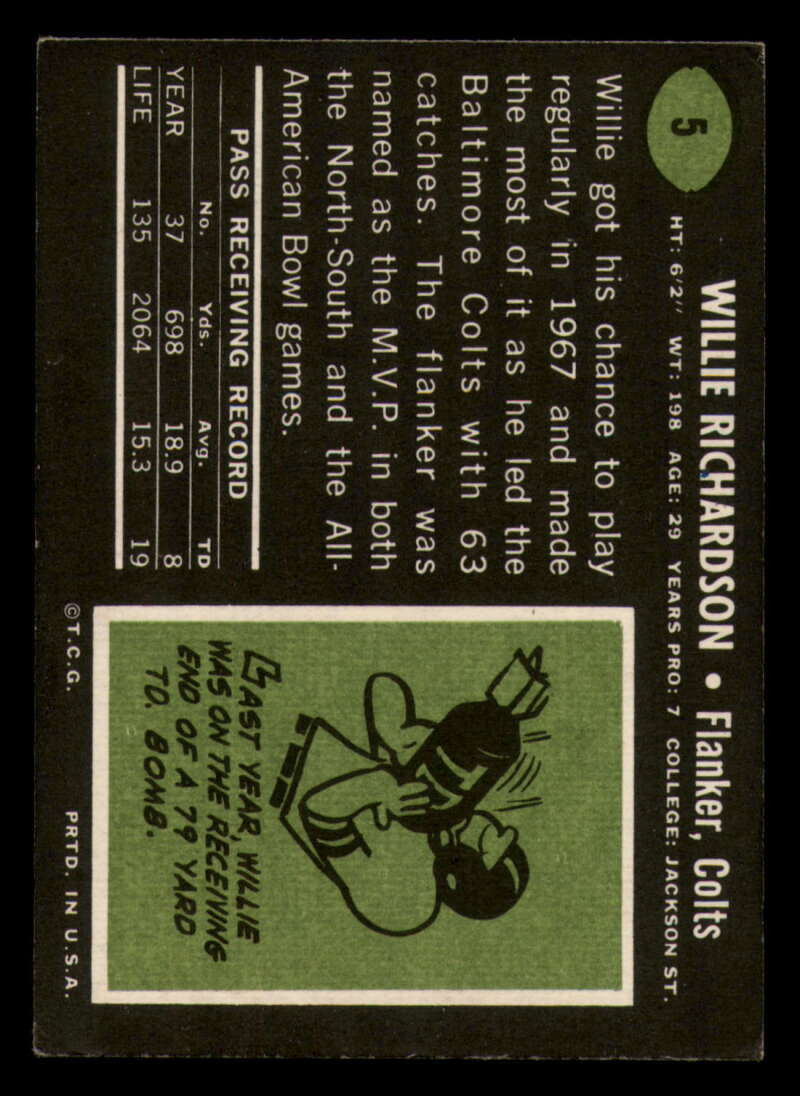 5
WILLIE RICHARDSON • Flanker, Colts
HT: 6'2" WT: 198 AGE: 29 YEARS PRO: 7 COLLEGE: JACKSON ST.
Willie got his chance to play
regularly in 1967 and made
the most of it as he led the
Baltimore Colts with 63
catches. The flanker was
named as the M.V.P. in both
the North-South and the All-
American Bowl games.
PASS RECEIVING RECORD
No. Yds. Avg. TD
YEAR 37 698 18.9 8
LIFE 135 2064 15.3 19
LAST YEAR, WILLIE
WAS ON THE RECEIVING
END OF A 79 YARD
TD. BOMB.
©T.C.G. PRTD. IN U.S.A.